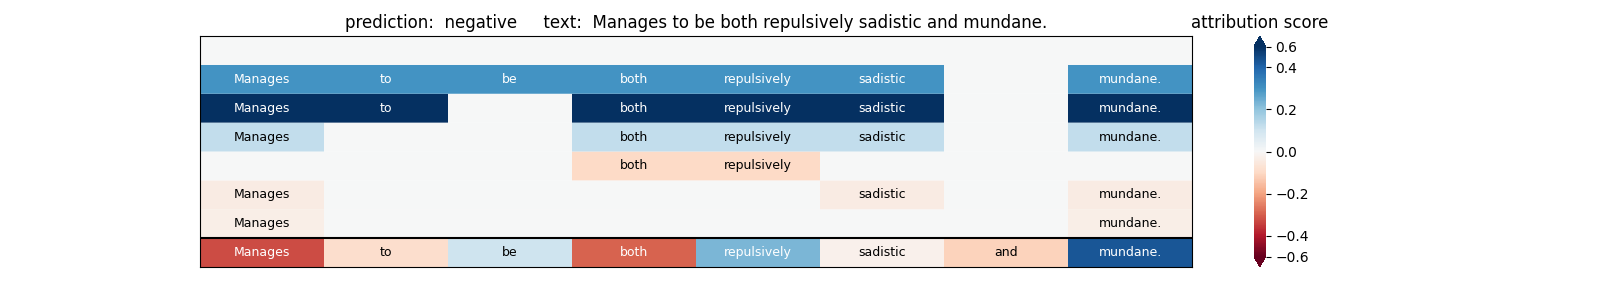 prediction: negative text: Manages to be both repulsively sadistic and mundane. attribution score
0.6
Manages to be both repulsively sadistic mundane. 0.4
Manages to both repulsively sadistic mundane. 0.2
Manages both repulsively sadistic mundane.
0.0
both repulsively
Manages sadistic mundane. −0.2
Manages mundane.
−0.4
Manages to be both repulsively sadistic and mundane.
−0.6